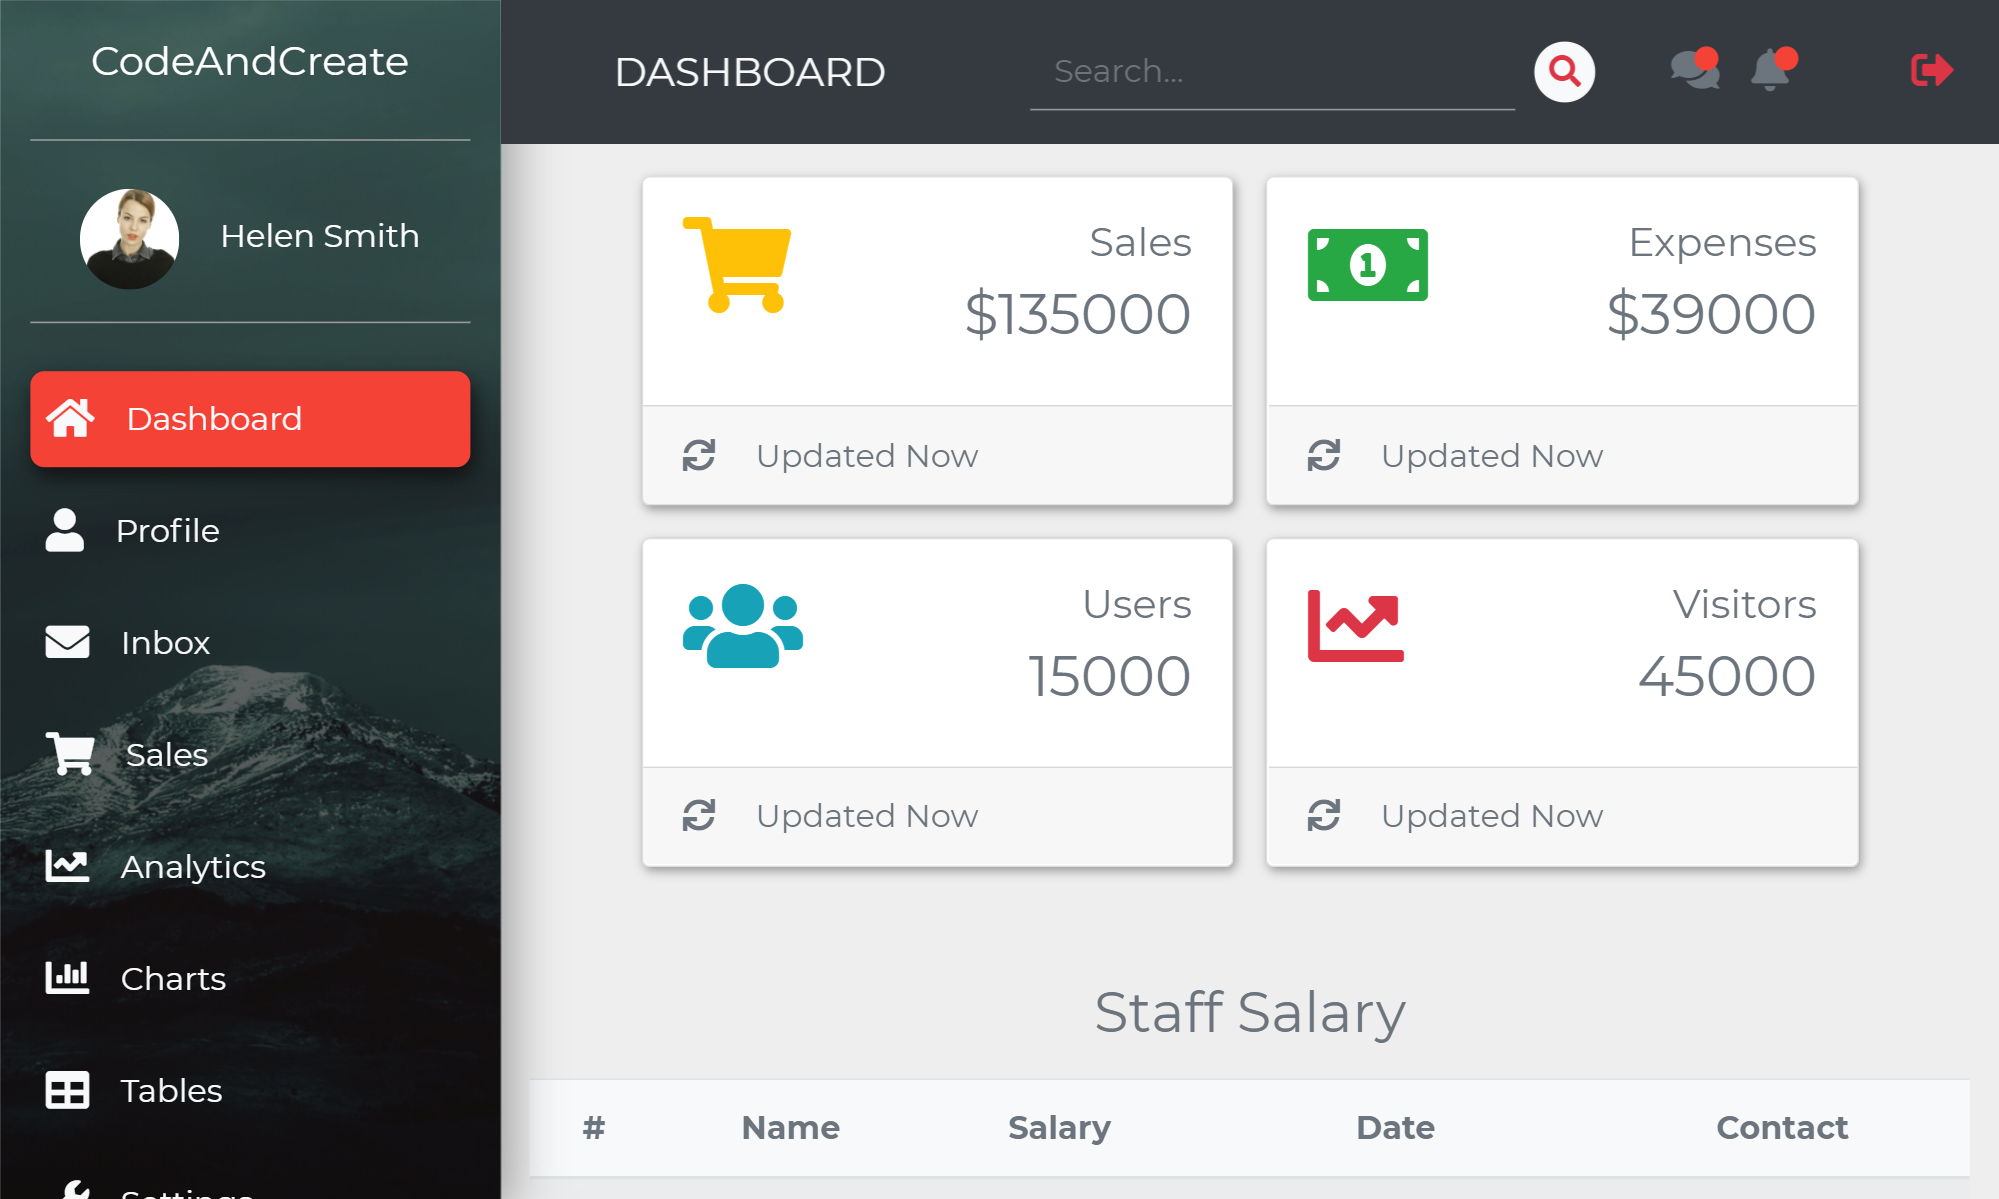 CodeAndCreate
Helen Smith
Dashboard
Profile
Inbox
Sales
Analytics
Charts
Tables
Settings
DASHBOARD
Search...
Sales
$135000
Updated Now
Expenses
$39000
Updated Now
Users
15000
Updated Now
Visitors
45000
Updated Now
Staff Salary
# Name Salary Date Contact